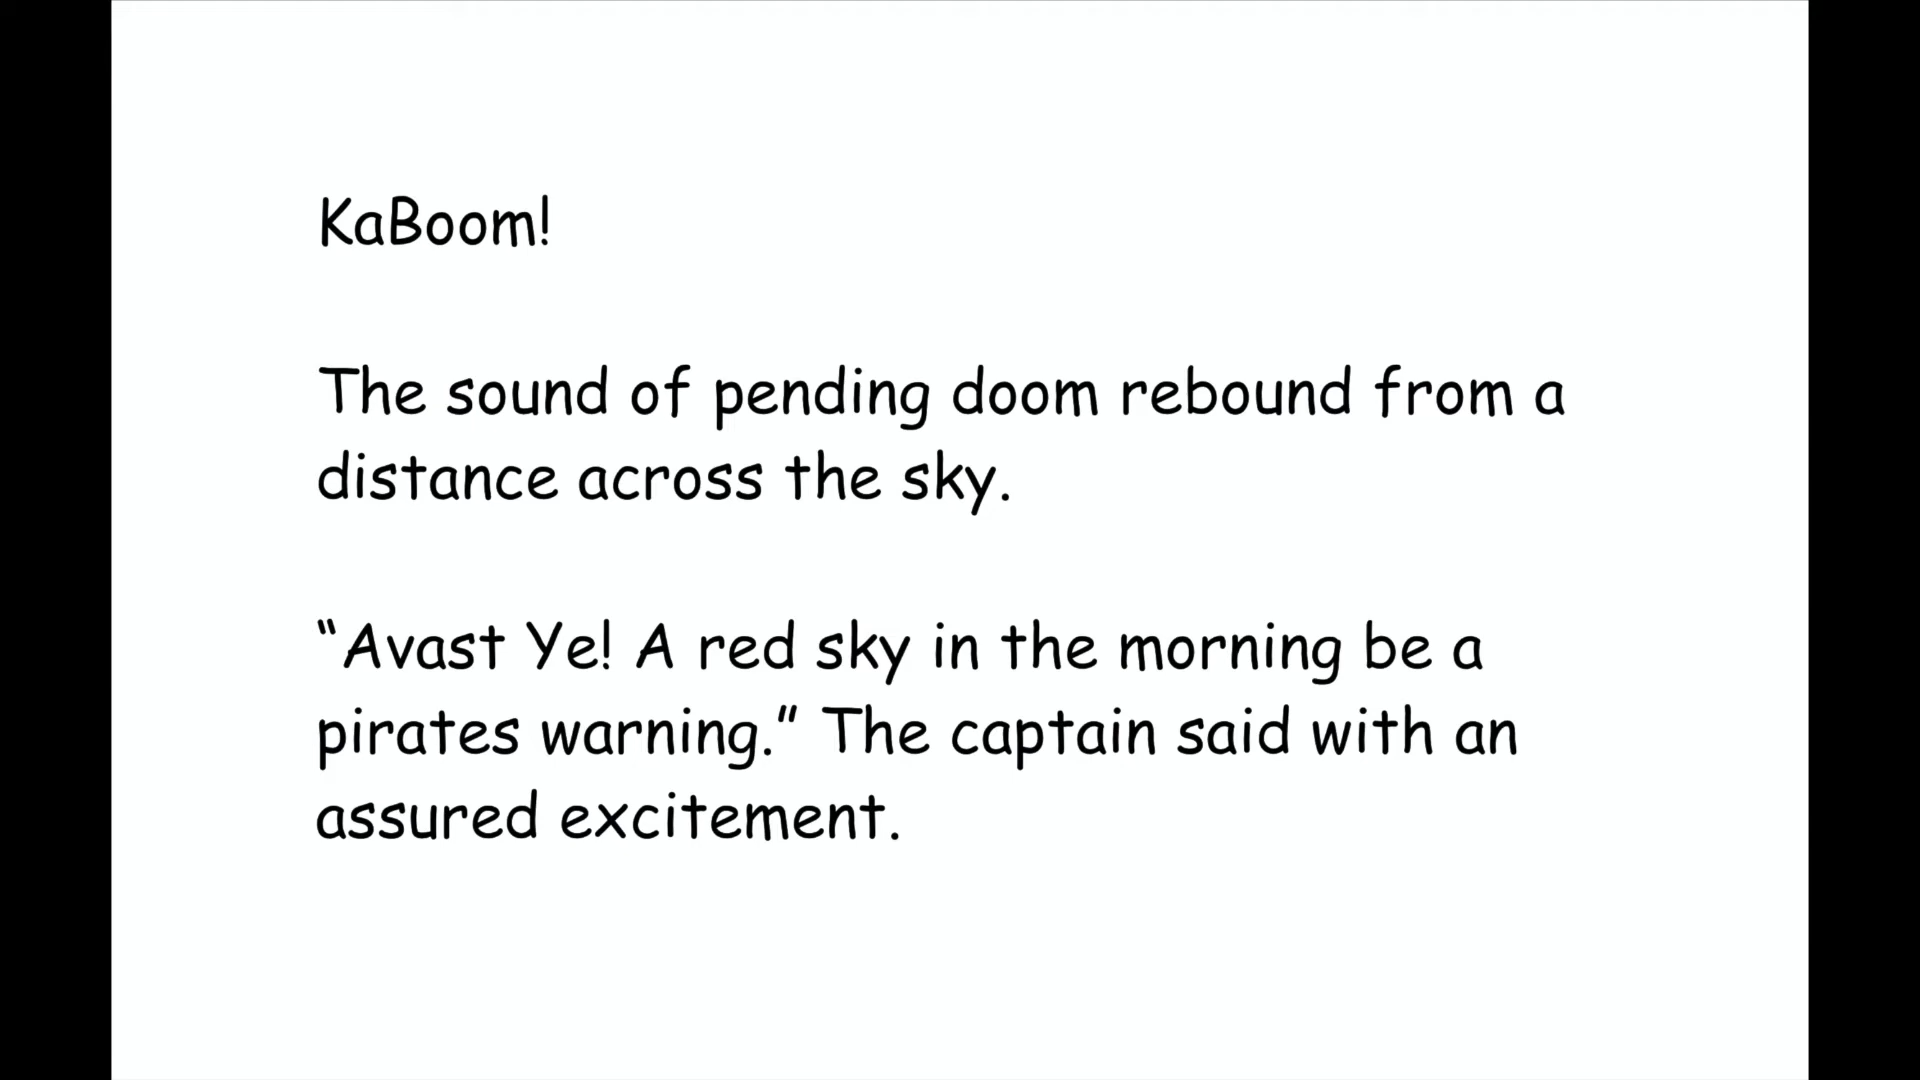 KaBoom!
The sound of pending doom rebound from a
distance across the sky.
“Avast Ye! A red sky in the morning be a
pirates warning.” The captain said with an
assured excitement.